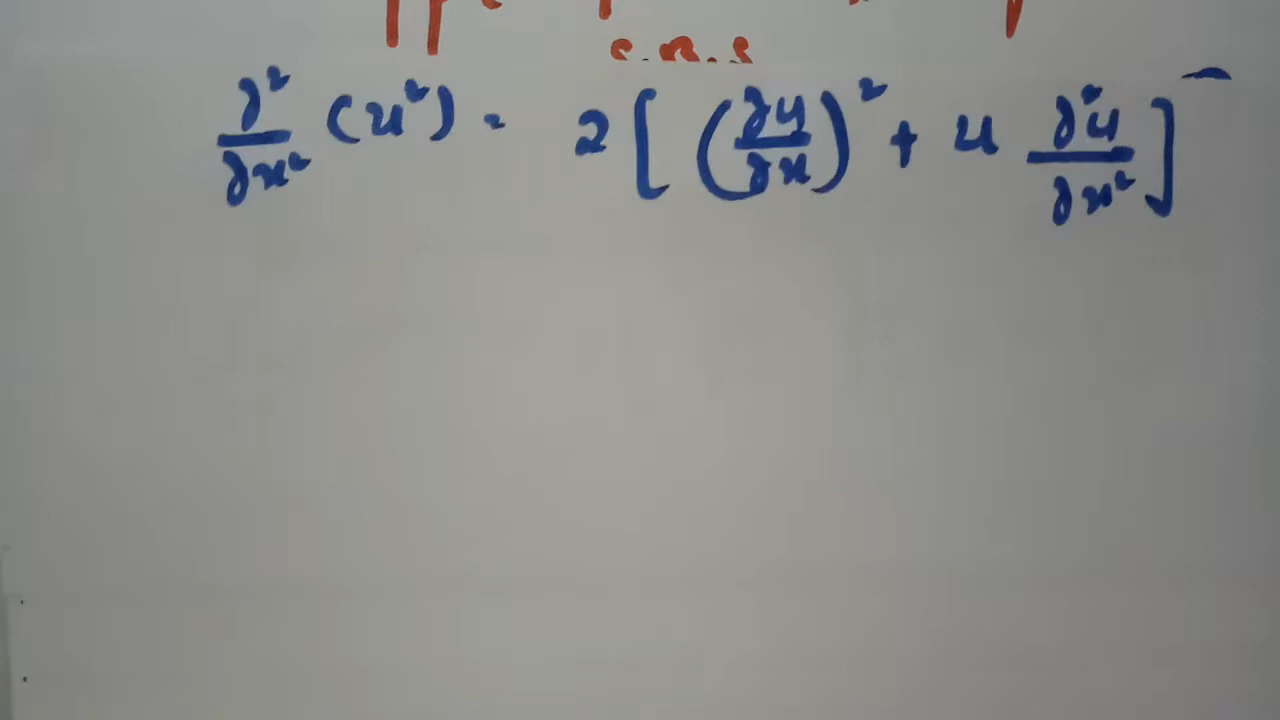 C.R.S
∂²/∂x² (u²) = 2 [ (∂u/∂x)² + u ∂²u/∂x² ] –